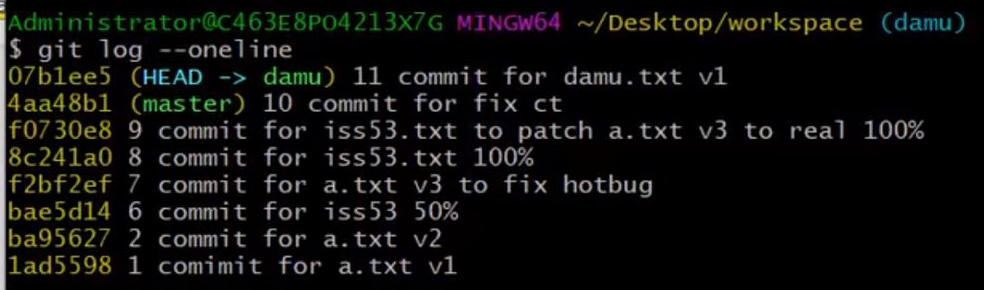 Administrator@C463E8PO4213X7G MINGW64 ~/Desktop/workspace (damu)
$ git log --oneline
07b1ee5 (HEAD -> damu) 11 commit for damu.txt v1
4aa48b1 (master) 10 commit for fix ct
f0730e8 9 commit for iss53.txt to patch a.txt v3 to real 100%
8c241a0 8 commit for iss53.txt 100%
f2bf2ef 7 commit for a.txt v3 to fix hotbug
bae5d14 6 commit for iss53 50%
ba95627 2 commit for a.txt v2
1ad5598 1 comimit for a.txt v1